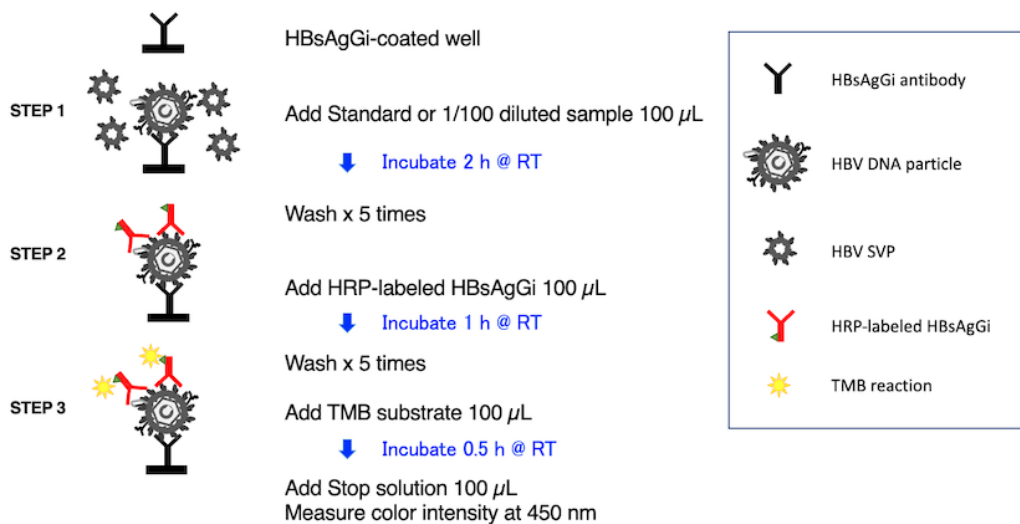 HBsAgGi-coated well
STEP 1
Add Standard or 1/100 diluted sample 100 µL
Incubate 2 h @ RT
Wash x 5 times
STEP 2
Add HRP-labeled HBsAgGi 100 µL
Incubate 1 h @ RT
Wash x 5 times
STEP 3
Add TMB substrate 100 µL
Incubate 0.5 h @ RT
Add Stop solution 100 µL
Measure color intensity at 450 nm
HBsAgGi antibody
HBV DNA particle
HBV SVP
HRP-labeled HBsAgGi
TMB reaction